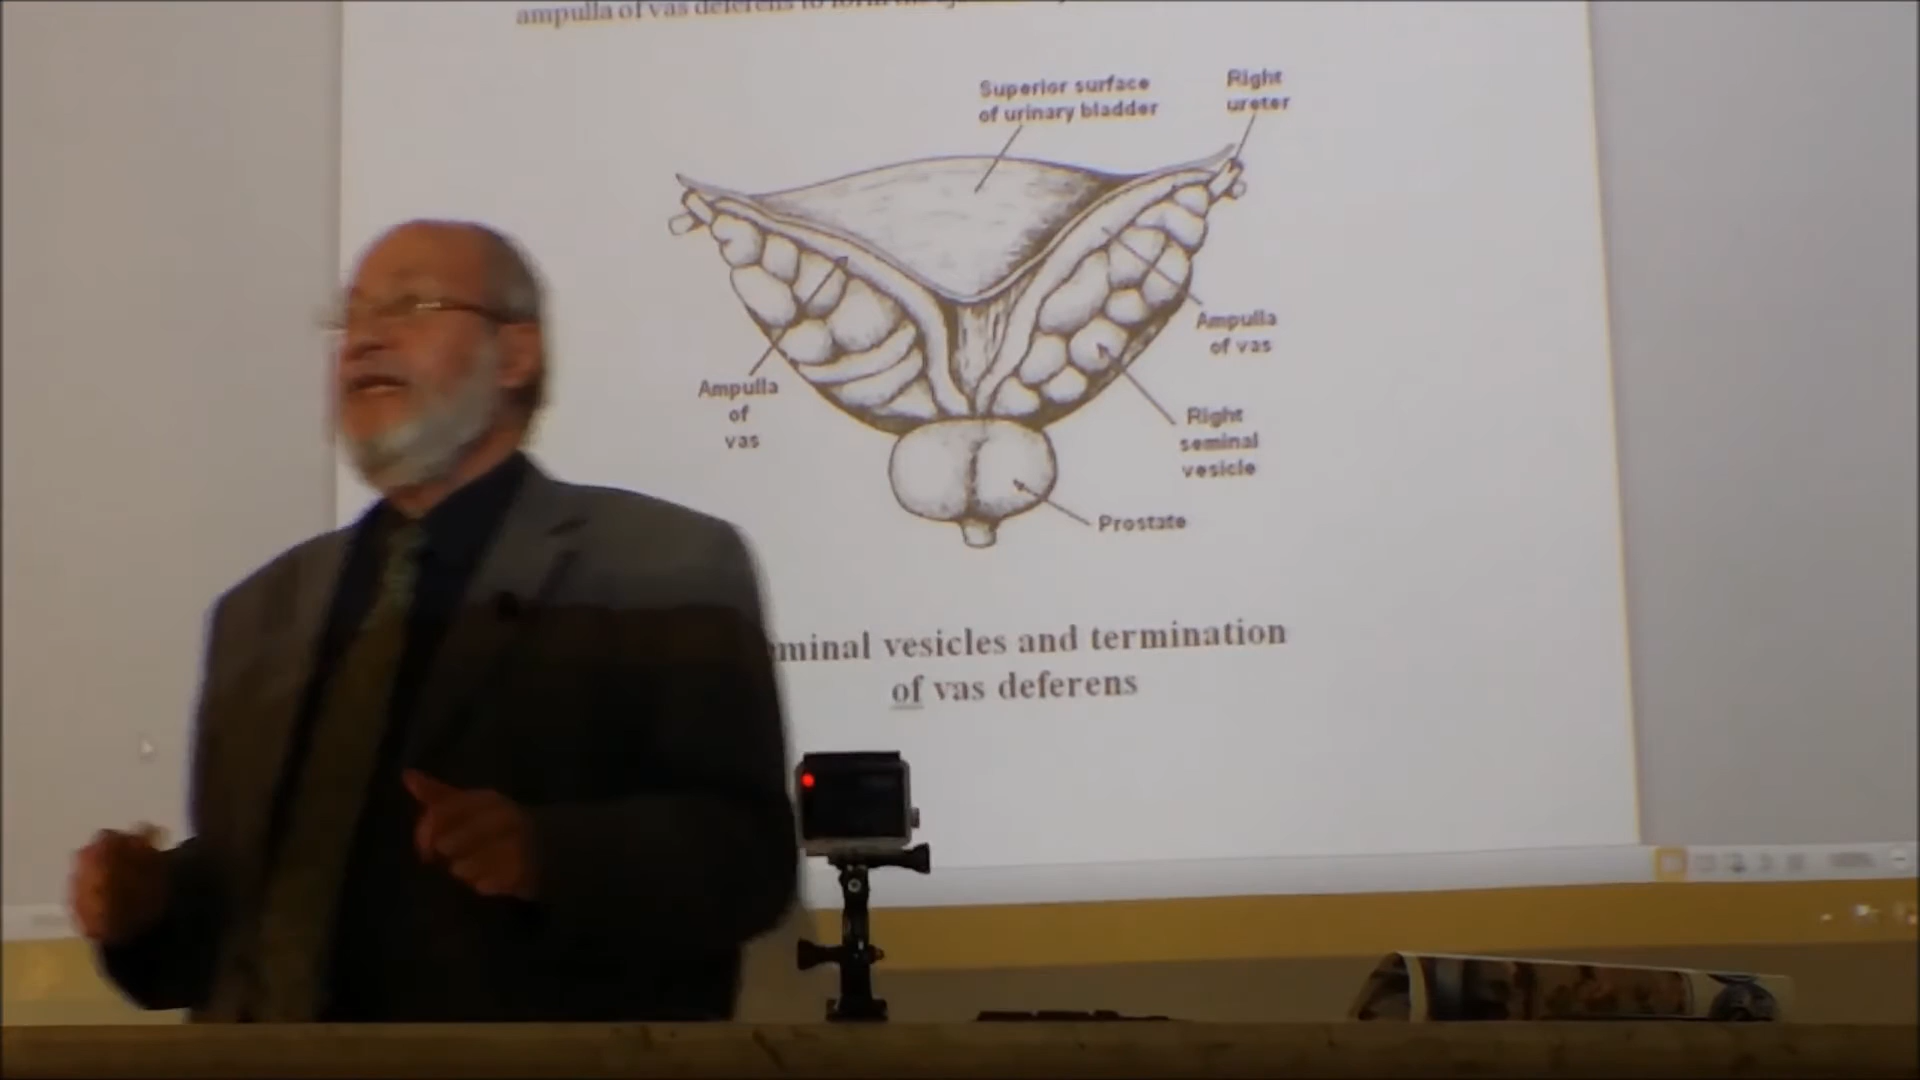 ampulla of vas deferens to form the
Superior surface
of urinary bladder
Right
ureter
Ampulla
of vas
Ampulla
of
vas
Right
seminal
vesicle
Prostate
minal vesicles and termination
of vas deferens